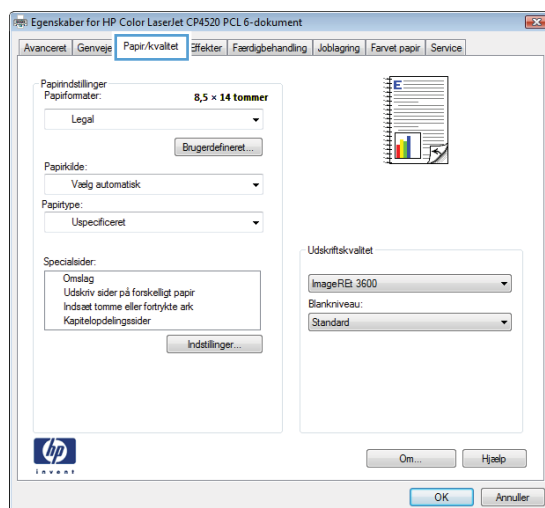 Egenskaber for HP Color LaserJet CP4520 PCL 6-dokument
Avanceret Genveje Papir/kvalitet Effekter Færdigbehandling Joblagring Farvet papir Service
Papirindstillinger
Papirformater: 8,5 × 14 tommer
Legal
Brugerdefineret...
Papirkilde:
Vælg automatisk
Papirtype:
Uspecificeret
Specialsider:
Omslag
Udskriv sider på forskelligt papir
Indsæt tomme eller fortrykte ark
Kapitelopdelingssider
Indstillinger...
E
Udskriftskvalitet
ImageREt 3600
Blankniveau:
Standard
hp
invent
Om... Hjælp
OK Annuller